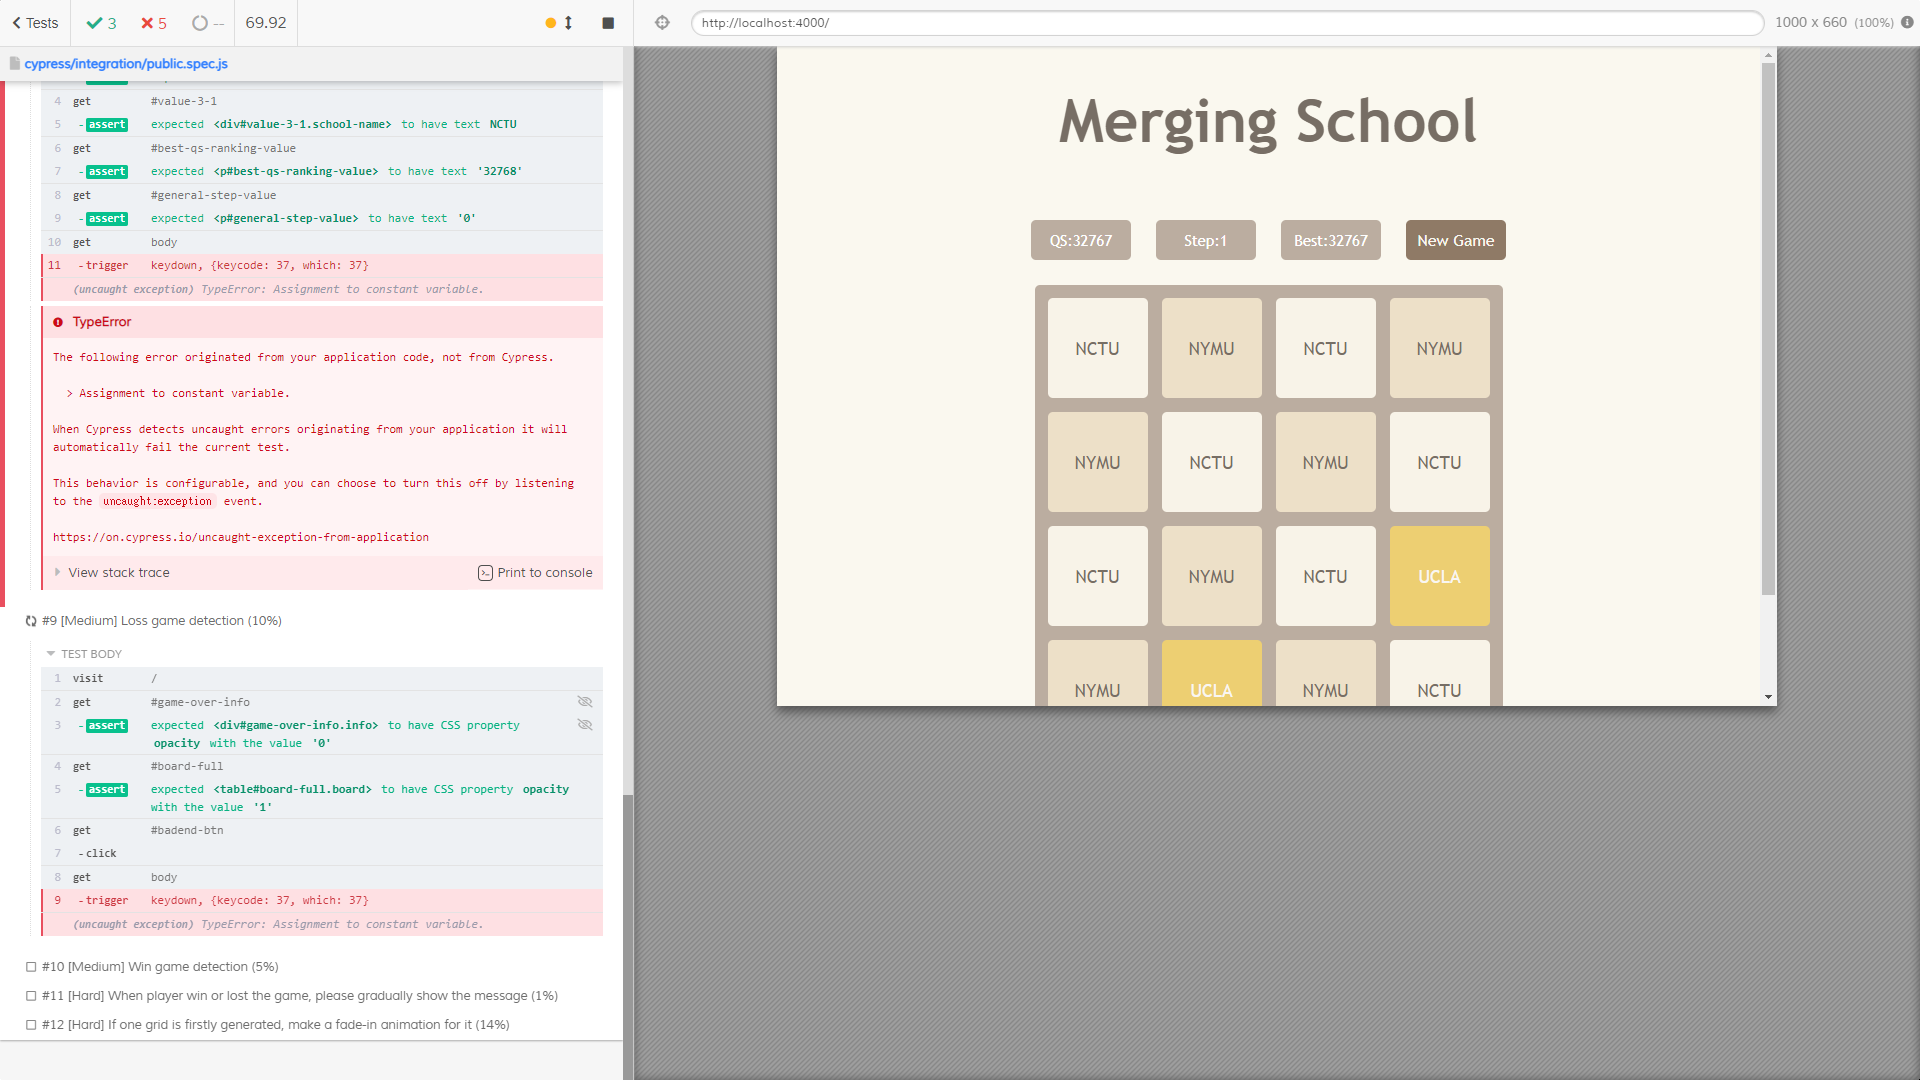 Tests 3 5 -- 69.92
cypress/integration/public.spec.js
4 get #value-3-1
5 -assert expected <div#value-3-1.school-name> to have text NCTU
6 get #best-qs-ranking-value
7 -assert expected <p#best-qs-ranking-value> to have text '32768'
8 get #general-step-value
9 -assert expected <p#general-step-value> to have text '0'
10 get body
11 -trigger keydown, {keycode: 37, which: 37}
(uncaught exception) TypeError: Assignment to constant variable.
TypeError
The following error originated from your application code, not from Cypress.
> Assignment to constant variable.
When Cypress detects uncaught errors originating from your application it will
automatically fail the current test.
This behavior is configurable, and you can choose to turn this off by listening
to the uncaught:exception event.
https://on.cypress.io/uncaught-exception-from-application
View stack trace Print to console
#9 [Medium] Loss game detection (10%)
TEST BODY
1 visit /
2 get #game-over-info
3 -assert expected <div#game-over-info.info> to have CSS property
opacity with the value '0'
4 get #board-full
5 -assert expected <table#board-full.board> to have CSS property opacity
with the value '1'
6 get #badend-btn
7 -click
8 get body
9 -trigger keydown, {keycode: 37, which: 37}
(uncaught exception) TypeError: Assignment to constant variable.
#10 [Medium] Win game detection (5%)
#11 [Hard] When player win or lost the game, please gradually show the message (1%)
#12 [Hard] If one grid is firstly generated, make a fade-in animation for it (14%)
http://localhost:4000/ 1000 x 660 (100%)
Merging School
QS:32767 Step:1 Best:32767 New Game
NCTU NYMU NCTU NYMU
NYMU NCTU NYMU NCTU
NCTU NYMU NCTU UCLA
NYMU UCLA NYMU NCTU